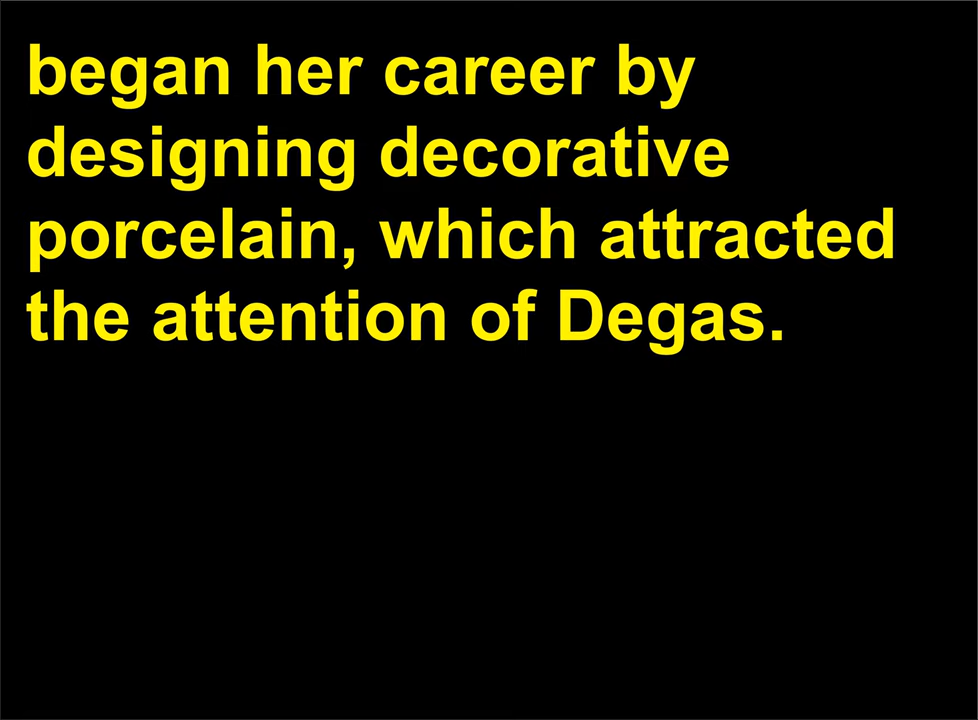 began her career by
designing decorative
porcelain, which attracted
the attention of Degas.